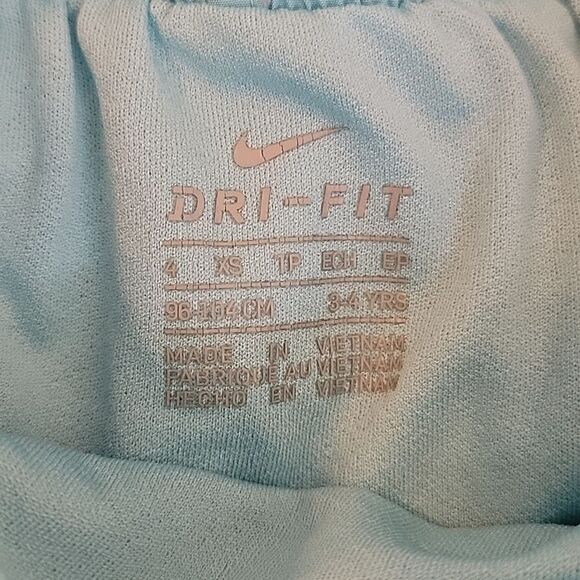 DRI-FIT
4 XS TP ECH EP
96-104 CM 3-4 YRS
MADE IN VIETNAM
FABRIQUE AU VIETNAM
HECHO EN VIETNAM